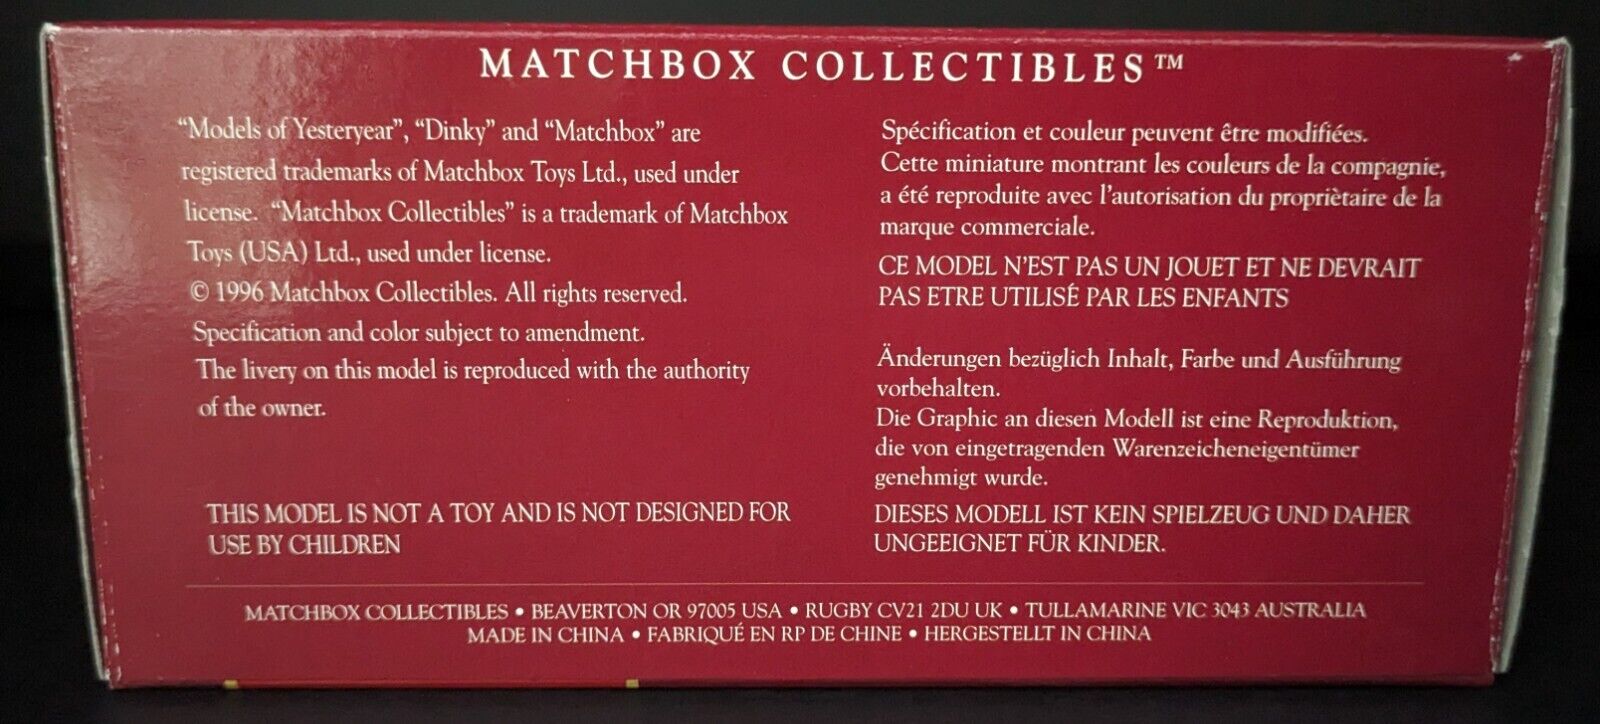 MATCHBOX COLLECTIBLES™
“Models of Yesteryear”, “Dinky” and “Matchbox” are
registered trademarks of Matchbox Toys Ltd., used under
license. “Matchbox Collectibles” is a trademark of Matchbox
Toys (USA) Ltd., used under license.
© 1996 Matchbox Collectibles. All rights reserved.
Specification and color subject to amendment.
The livery on this model is reproduced with the authority
of the owner.
THIS MODEL IS NOT A TOY AND IS NOT DESIGNED FOR
USE BY CHILDREN
Spécification et couleur peuvent être modifiées.
Cette miniature montrant les couleurs de la compagnie,
a été reproduite avec l'autorisation du propriètaire de la
marque commerciale.
CE MODEL N'EST PAS UN JOUET ET NE DEVRAIT
PAS ETRE UTILISÉ PAR LES ENFANTS
Änderungen bezüglich Inhalt, Farbe und Ausführung
vorbehalten.
Die Graphic an diesen Modell ist eine Reproduktion,
die von eingetragenden Warenzeicheneigentümer
genehmigt wurde.
DIESES MODELL IST KEIN SPIELZEUG UND DAHER
UNGEEIGNET FÜR KINDER.
MATCHBOX COLLECTIBLES • BEAVERTON OR 97005 USA • RUGBY CV21 2DU UK • TULLAMARINE VIC 3043 AUSTRALIA
MADE IN CHINA • FABRIQUÉ EN RP DE CHINE • HERGESTELLT IN CHINA